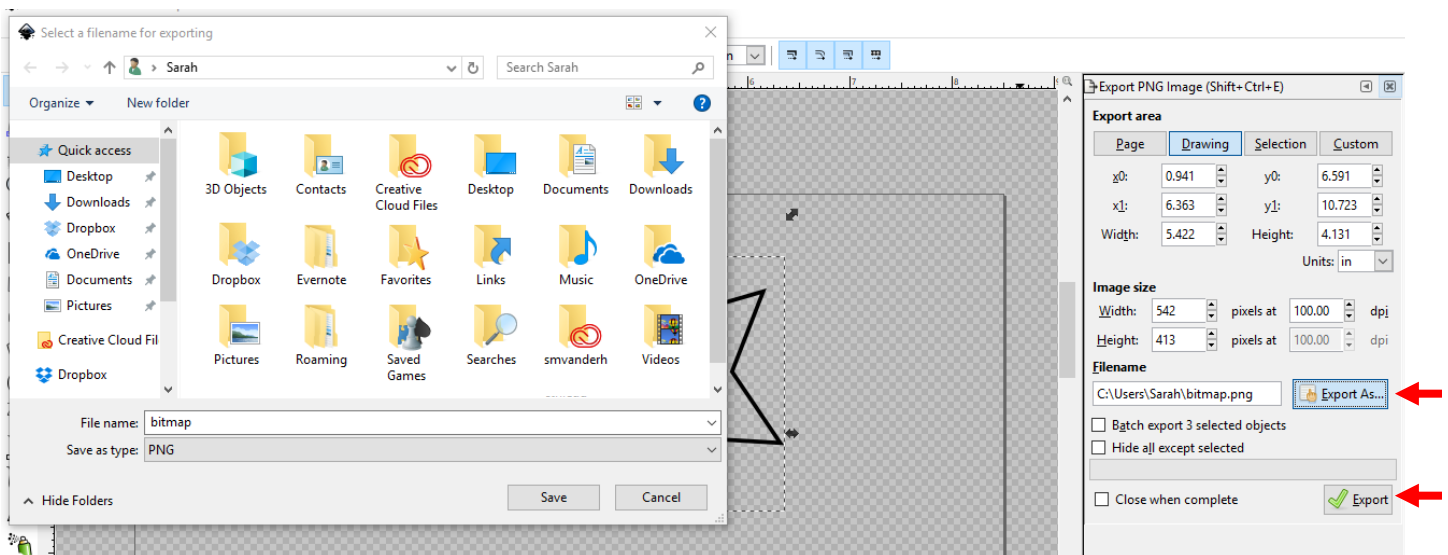 Select a filename for exporting
Sarah
Search Sarah
Organize
New folder
Quick access
Desktop
Downloads
Dropbox
OneDrive
Documents
Pictures
Creative Cloud Fil
Dropbox
3D Objects
Contacts
Creative
Cloud Files
Desktop
Documents
Downloads
Dropbox
Evernote
Favorites
Links
Music
OneDrive
Pictures
Roaming
Saved
Games
Searches
smvanderh
Videos
File name: bitmap
Save as type: PNG
Hide Folders
Save
Cancel
6 7 8
Export PNG Image (Shift+Ctrl+E)
Export area
Page Drawing Selection Custom
x0: 0.941 y0: 6.591
x1: 6.363 y1: 10.723
Width: 5.422 Height: 4.131
Units: in
Image size
Width: 542 pixels at 100.00 dpi
Height: 413 pixels at 100.00 dpi
Filename
C:\Users\Sarah\bitmap.png Export As...
Batch export 3 selected objects
Hide all except selected
Close when complete Export